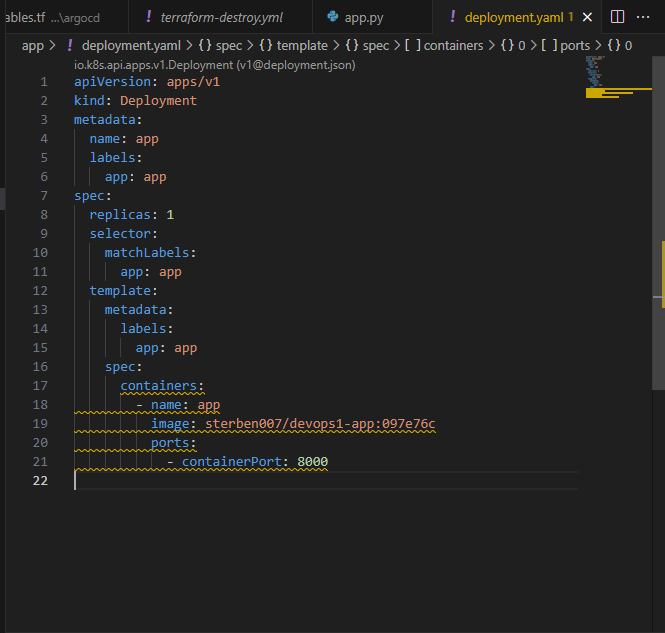 ables.tf ...\argocd ! terraform-destroy.yml app.py ! deployment.yaml 1 × ...
app > ! deployment.yaml > {} spec > {} template > {} spec > [ ] containers > {} 0 > [ ] ports > {} 0
io.k8s.api.apps.v1.Deployment (v1@deployment.json)
1 apiVersion: apps/v1
2 kind: Deployment
3 metadata:
4   name: app
5   labels:
6     app: app
7 spec:
8   replicas: 1
9   selector:
10     matchLabels:
11       app: app
12   template:
13     metadata:
14       labels:
15         app: app
16     spec:
17       containers:
18         - name: app
19           image: sterben007/devops1-app:097e76c
20           ports:
21             - containerPort: 8000
22